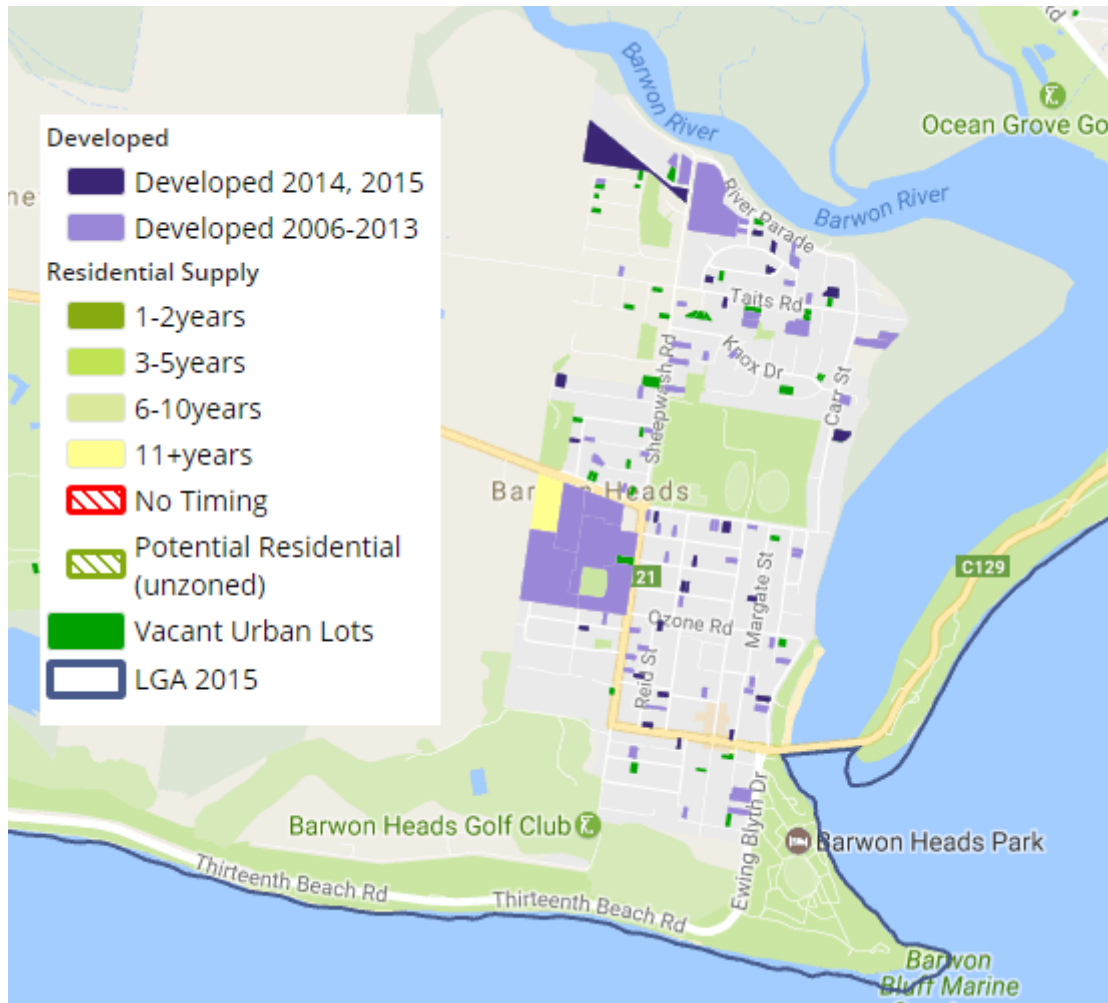 Rd
Barwon River
Ocean Grove Go
Developed
Developed 2014, 2015
Developed 2006-2013
Residential Supply
1-2years
3-5years
6-10years
11+years
No Timing
Potential Residential
(unzoned)
Vacant Urban Lots
LGA 2015
ne
River Parade
Barwon River
Taits Rd
Knox Dr
Sheepwash Rd
Carr St
Barwon Heads
21
C129
Margate St
Ozone Rd
Reid St
Ewing Blyth Dr
Barwon Heads Golf Club
Barwon Heads Park
Thirteenth Beach Rd
Thirteenth Beach Rd
Barwon
Bluff Marine